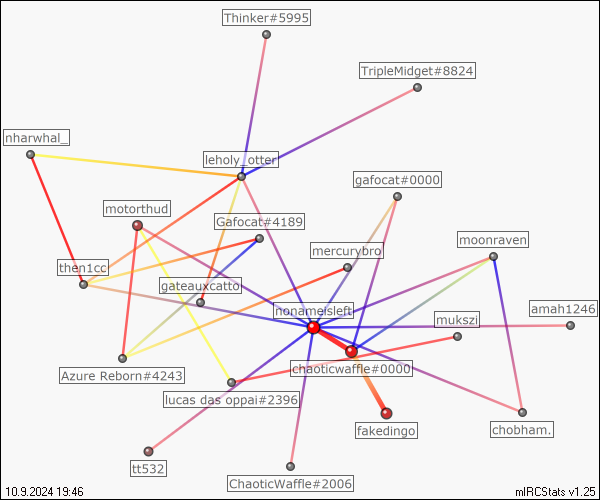 Thinker#5995
TripleMidget#8824
nharwhal_
leholy_otter
gafocat#0000
motorthud
Gafocat#4189
moonraven
mercurybro
then1cc
gateauxcatto
nonameisleft
amah1246
mukszi
Azure Reborn#4243
chaoticwaffle#0000
lucas das oppai#2396
fakedingo
chobham.
tt532
ChaoticWaffle#2006
10.9.2024 19:46
mIRCStats v1.25